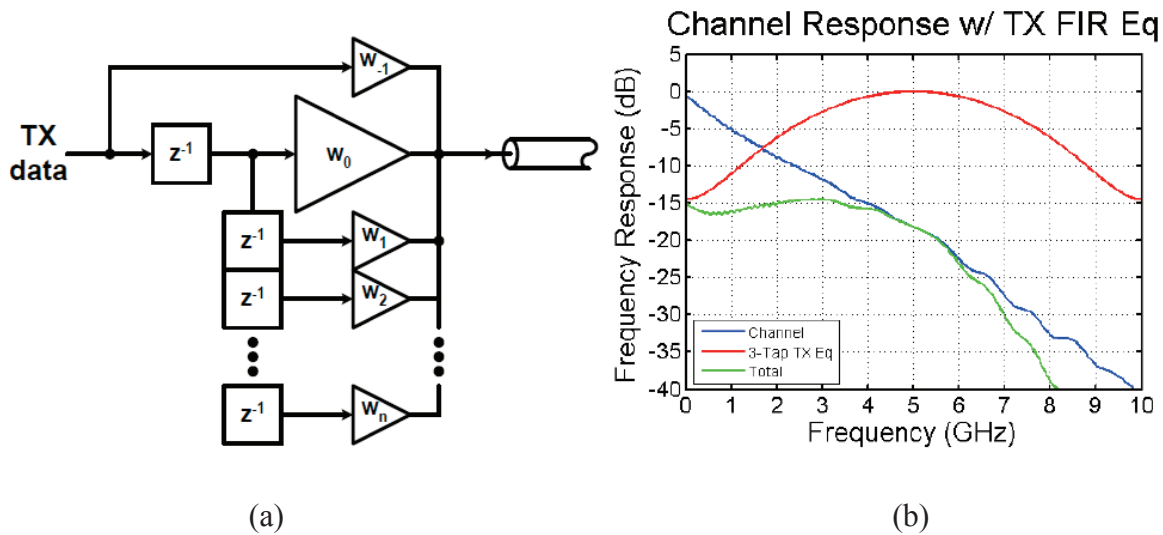 Channel Response w/ TX FIR Eq
TX
data
z-1
w-1
w0
z-1
w1
z-1
w2
z-1
wn
Frequency Response (dB)
5
0
-5
-10
-15
-20
-25
-30
-35
-40
Channel
3-Tap TX Eq
Total
0 1 2 3 4 5 6 7 8 9 10
Frequency (GHz)
(a)
(b)